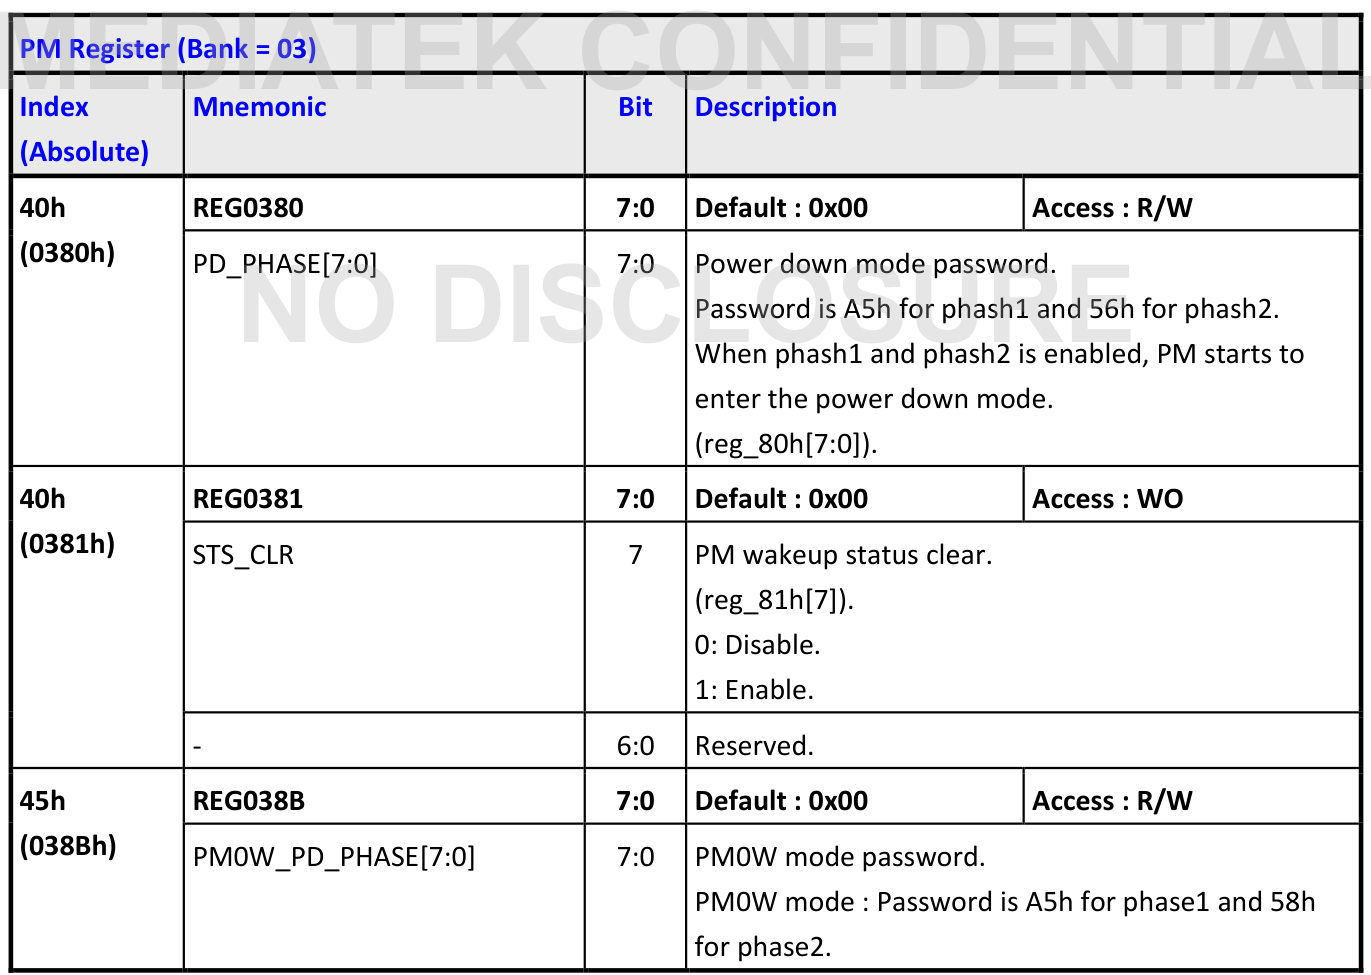 MEDIATEK CONFIDENTIAL
PM Register (Bank = 03)
Index (Absolute) Mnemonic Bit Description
40h (0380h) REG0380 7:0 Default : 0x00 Access : R/W
NO DISCLOSURE
PD_PHASE[7:0] 7:0 Power down mode password.
Password is A5h for phash1 and 56h for phash2.
When phash1 and phash2 is enabled, PM starts to
enter the power down mode.
(reg_80h[7:0]).
40h (0381h) REG0381 7:0 Default : 0x00 Access : WO
STS_CLR 7 PM wakeup status clear.
(reg_81h[7]).
0: Disable.
1: Enable.
- 6:0 Reserved.
45h (038Bh) REG038B 7:0 Default : 0x00 Access : R/W
PM0W_PD_PHASE[7:0] 7:0 PM0W mode password.
PM0W mode : Password is A5h for phase1 and 58h
for phase2.